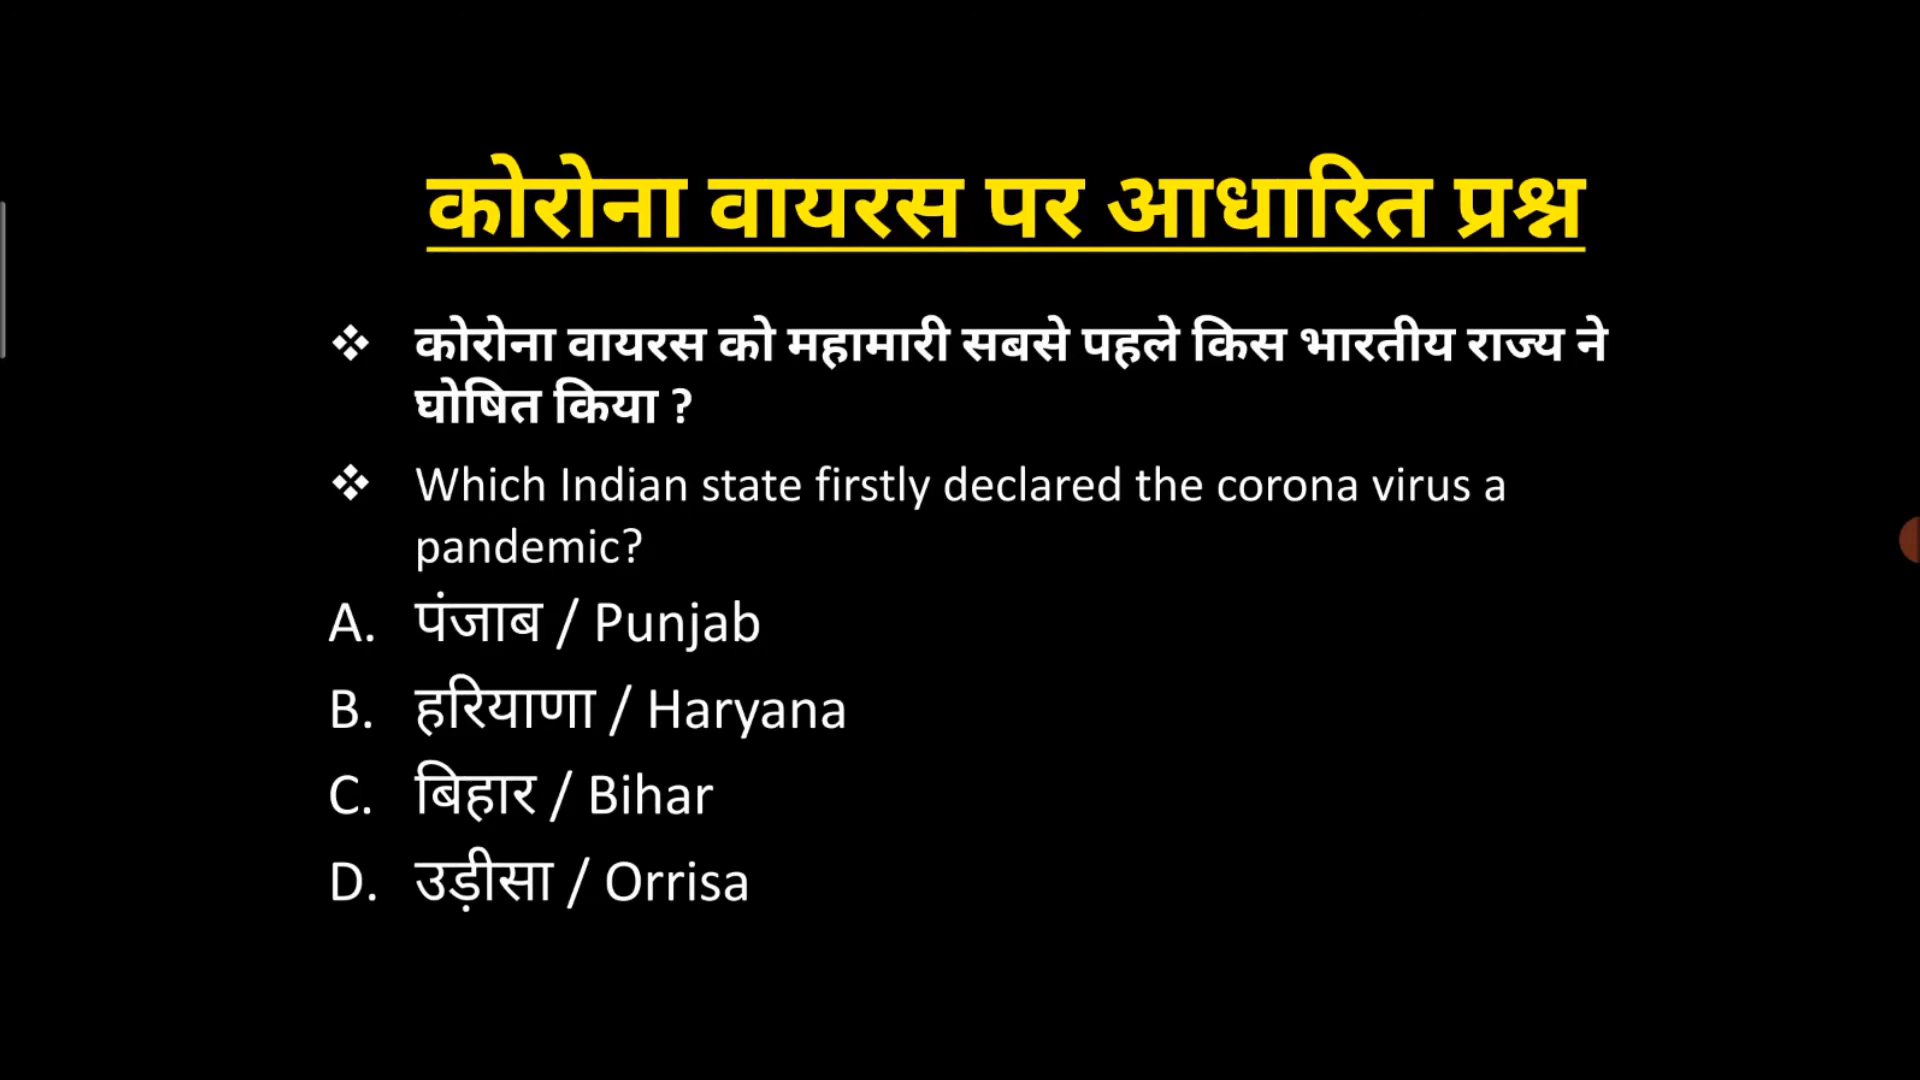 कोरोना वायरस पर आधारित प्रश्न
❖ कोरोना वायरस को महामारी सबसे पहले किस भारतीय राज्य ने
घोषित किया ?
❖ Which Indian state firstly declared the corona virus a
pandemic?
A. पंजाब / Punjab
B. हरियाणा / Haryana
C. बिहार / Bihar
D. उड़ीसा / Orrisa